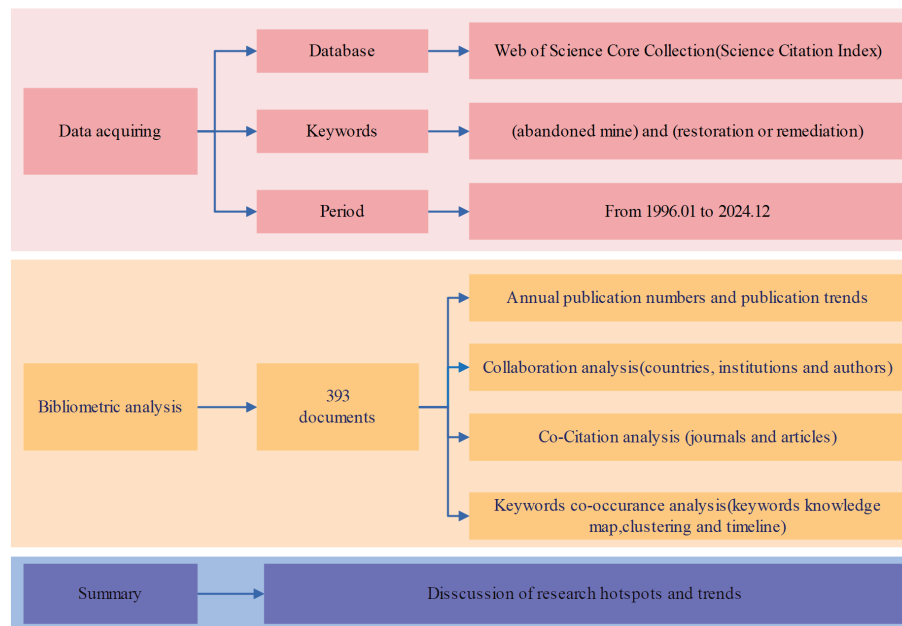 Data acquiring
Database
Web of Science Core Collection(Science Citation Index)
Keywords
(abandoned mine) and (restoration or remediation)
Period
From 1996.01 to 2024.12
Bibliometric analysis
393
documents
Annual publication numbers and publication trends
Collaboration analysis(countries, institutions and authors)
Co-Citation analysis (journals and articles)
Keywords co-occurance analysis(keywords knowledge
map,clustering and timeline)
Summary
Disscussion of research hotspots and trends